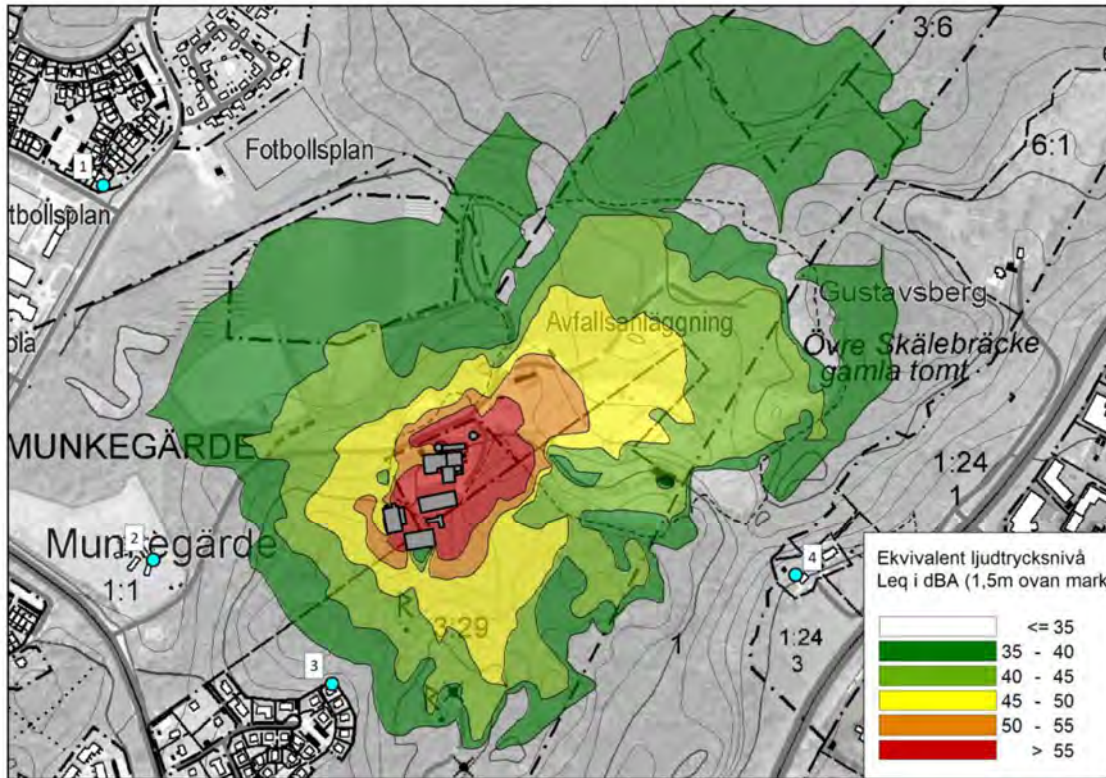 3:6
6:1
Fotbollsplan
1
tbollsplan
Gustavsberg
Avfallsanläggning
Övre Skälebräcke
gamla tomt
ola
MUNKEGÄRDE
1:24
1
2
Munkegärde
1:1
4
R
3:29
1
1:24
3
3
R
Ekvivalent ljudtrycksnivå
Leq i dBA (1,5m ovan mark
<= 35
35 - 40
40 - 45
45 - 50
50 - 55
> 55